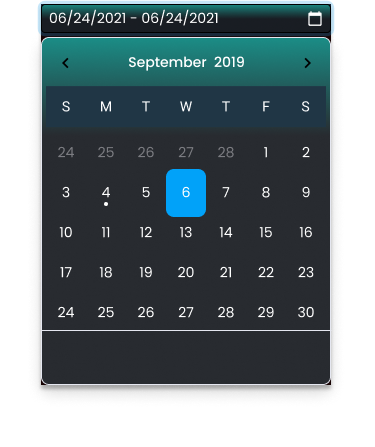 06/24/2021 - 06/24/2021
September 2019
S M T W T F S
24 25 26 27 28 1 2
3 4 5 6 7 8 9
10 11 12 13 14 15 16
17 18 19 20 21 22 23
24 25 26 27 28 29 30